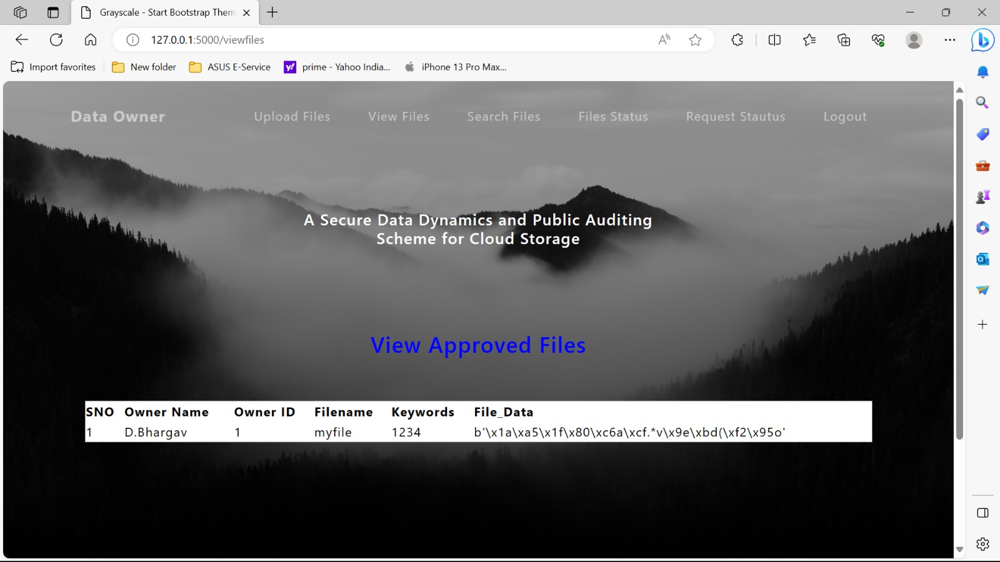 Grayscale - Start Bootstrap Them
127.0.0.1:5000/viewfiles
Import favorites New folder ASUS E-Service prime - Yahoo India... iPhone 13 Pro Max...
Data Owner Upload Files View Files Search Files Files Status Request Stautus Logout
A Secure Data Dynamics and Public Auditing
Scheme for Cloud Storage
View Approved Files
SNO Owner Name Owner ID Filename Keywords File_Data
1 D.Bhargav 1 myfile 1234 b'\x1a\xa5\x1f\x80\xc6a\xcf.*v\x9e\xbd(\xf2\x95o'